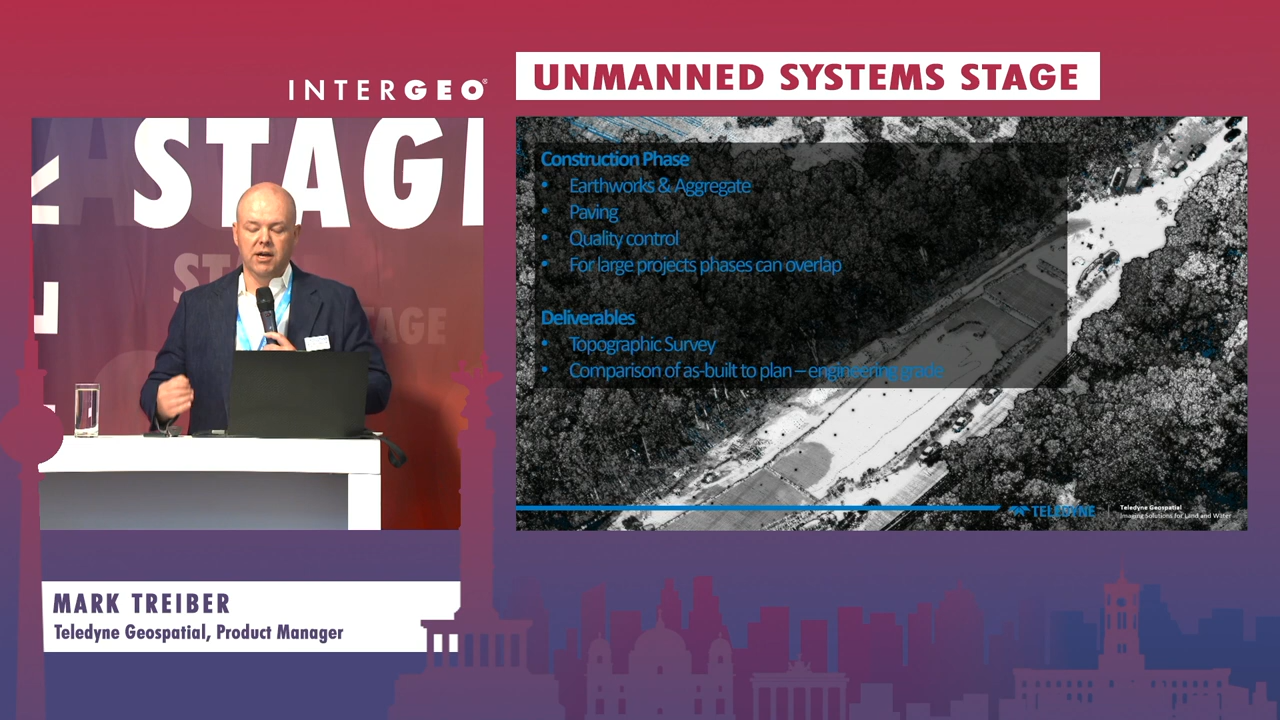 INTERGEO®
UNMANNED SYSTEMS STAGE
STAGE
STAGE
Construction Phase
• Earthworks & Aggregate
• Paving
• Quality control
• For large projects phases can overlap
Deliverables
• Topographic Survey
• Comparison of as-built to plan – engineering grade
TELEDYNE
Teledyne Geospatial
Imaging Solutions for Land and Water
MARK TREIBER
Teledyne Geospatial, Product Manager